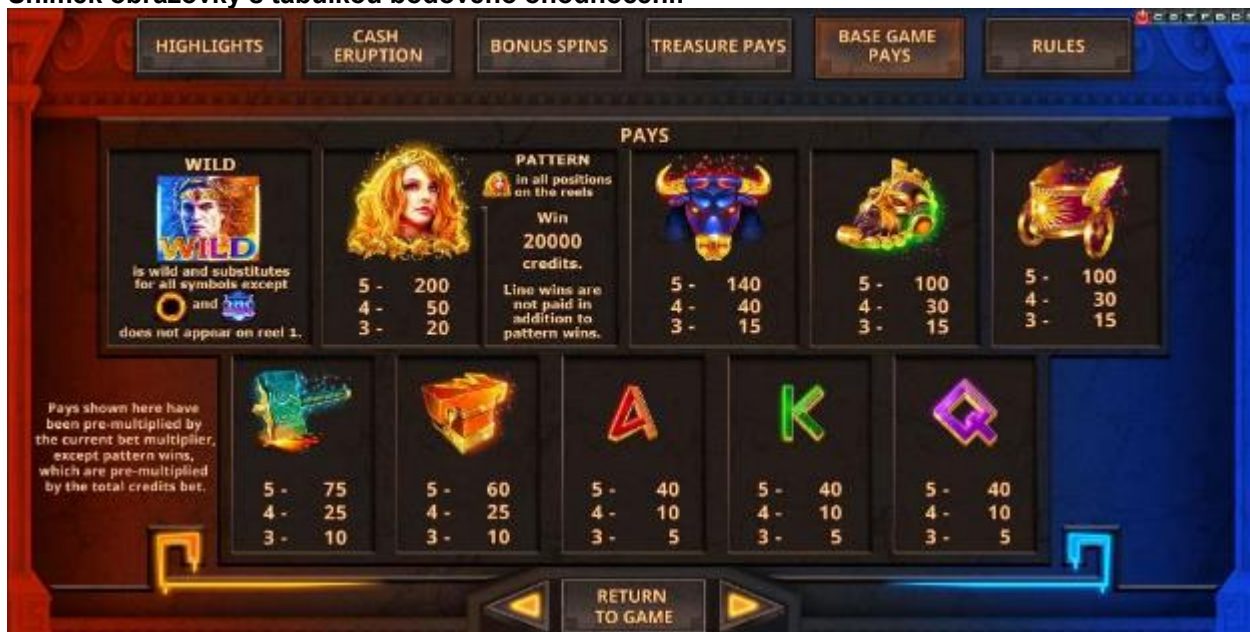 Snímek obrazovky s tabulkou bodového ohodnocení:
HIGHLIGHTS
CASH
ERUPTION
BONUS SPINS
TREASURE PAYS
BASE GAME
PAYS
RULES
PAYS
WILD
WILD
is wild and substitutes
for all symbols except
and
does not appear on reel 1.
5 - 200
4 - 50
3 - 20
PATTERN
in all positions
on the reels
Win
20000
credits.
Line wins are
not paid in
addition to
pattern wins.
5 - 140
4 - 40
3 - 15
5 - 100
4 - 30
3 - 15
5 - 100
4 - 30
3 - 15
Pays shown here have
been pre-multiplied by
the current bet multiplier,
except pattern wins,
which are pre-multiplied
by the total credits bet.
5 - 75
4 - 25
3 - 10
5 - 60
4 - 25
3 - 10
A
5 - 40
4 - 10
3 - 5
K
5 - 40
4 - 10
3 - 5
Q
5 - 40
4 - 10
3 - 5
RETURN
TO GAME